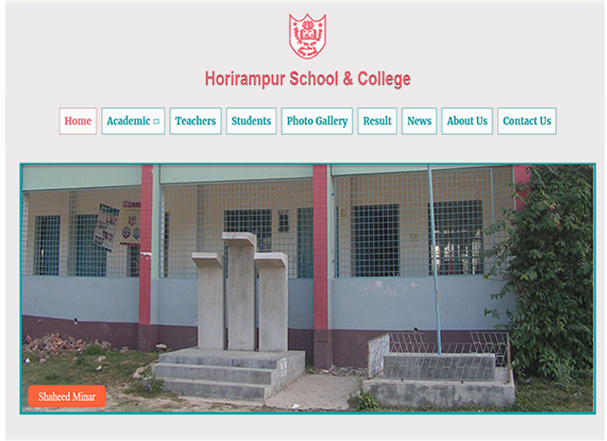 Horirampur School & College
Home Academic Teachers Students Photo Gallery Result News About Us Contact Us
Shaheed Minar